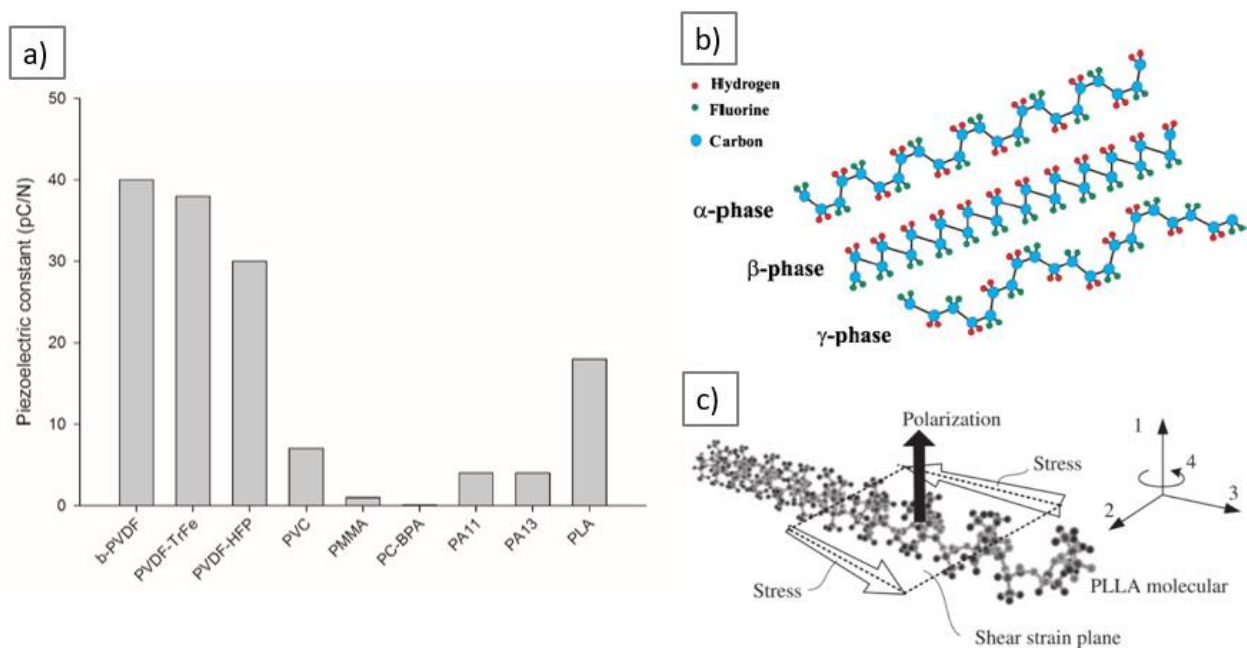 a)
Piezoelectric constant (pC/N)
50
40
30
20
10
0
b-PVDF
PVDF-TrFe
PVDF-HFP
PVC
PMMA
PC-BPA
PA11
PA13
PLA
b)
Hydrogen
Fluorine
Carbon
α-phase
β-phase
γ-phase
c)
Polarization
Stress
1
4
3
2
Stress
PLLA molecular
Shear strain plane